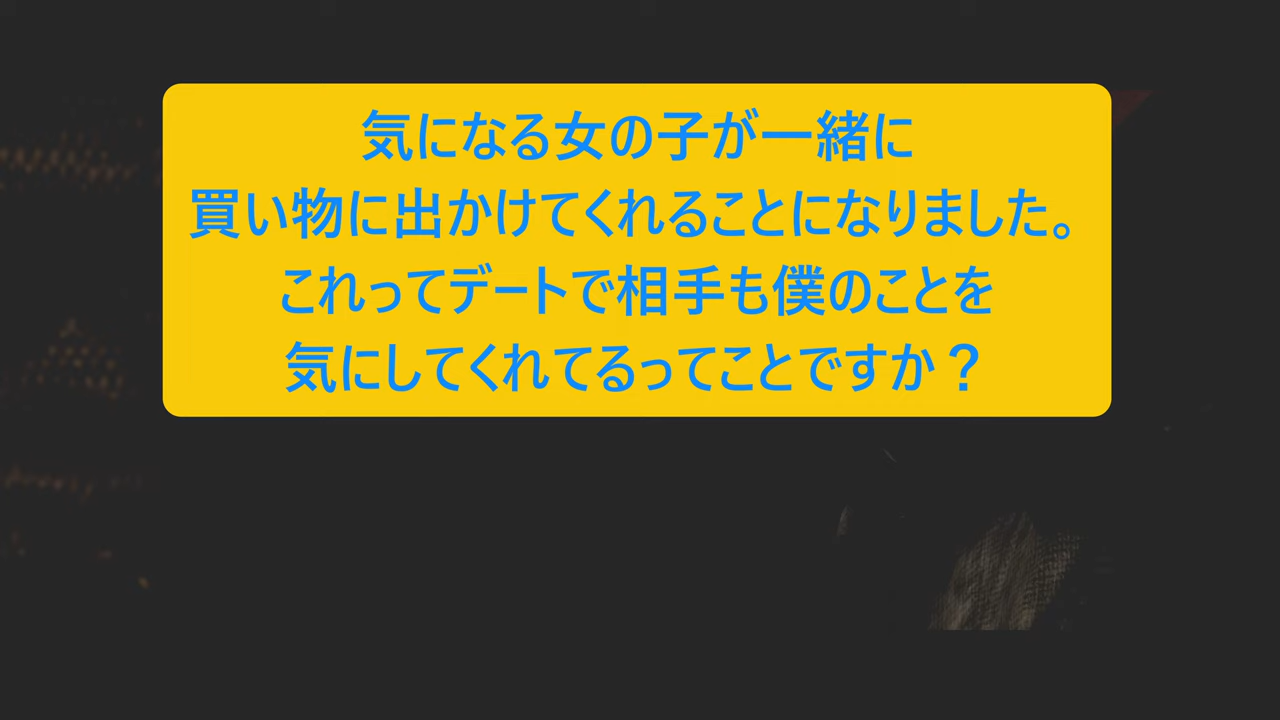 気になる女の子が一緒に
買い物に出かけてくれることになりました。
これってデートで相手も僕のことを
気にしてくれてるってことですか？